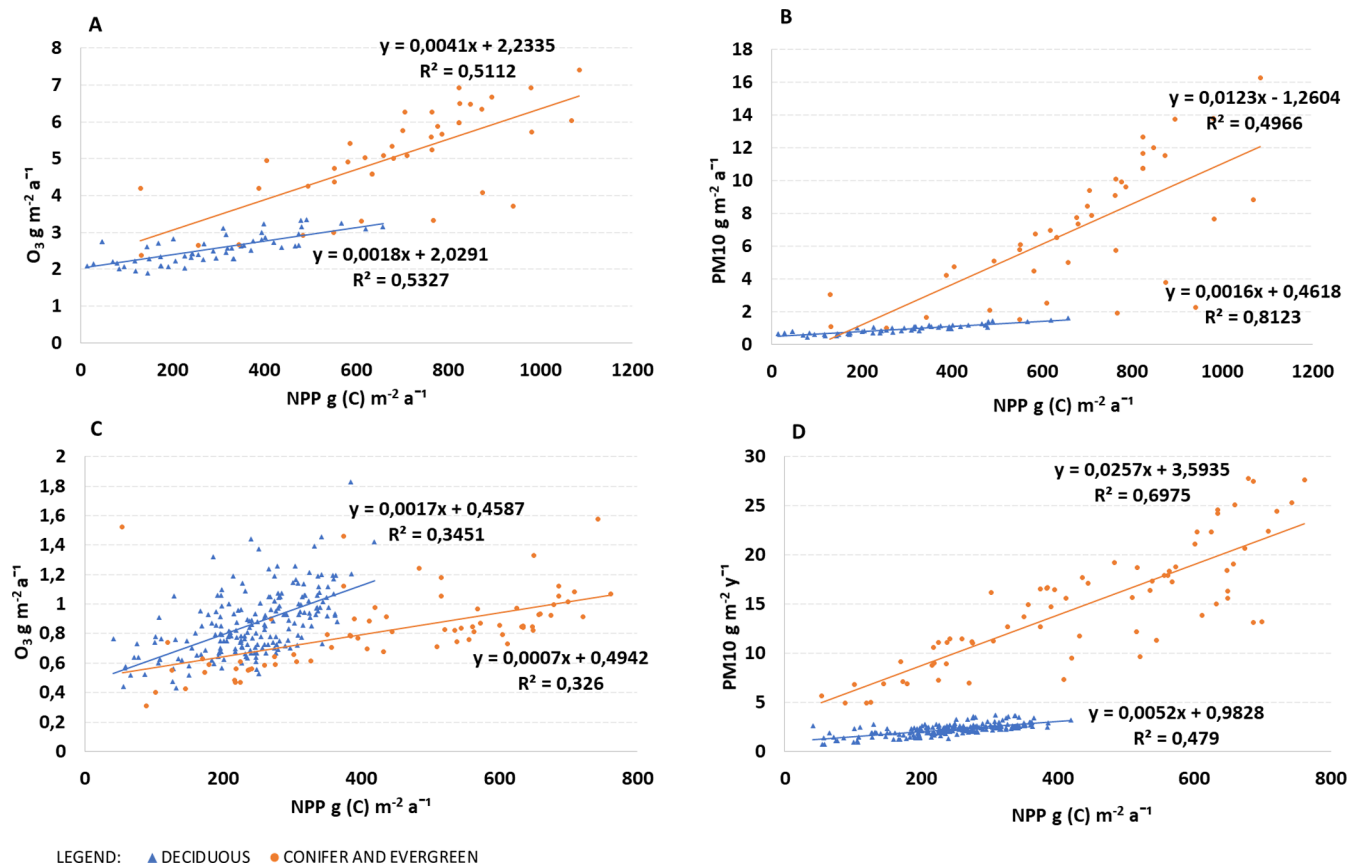 A
y = 0,0041x + 2,2335
R² = 0,5112
8
7
6
5
4
3
2
1
0
O₃ g m⁻² a⁻¹
y = 0,0018x + 2,0291
R² = 0,5327
0 200 400 600 800 1000 1200
NPP g (C) m⁻² a⁻¹
B
18
16
14
12
10
8
6
4
2
0
PM10 g m⁻² a⁻¹
y = 0,0123x - 1,2604
R² = 0,4966
y = 0,0016x + 0,4618
R² = 0,8123
0 200 400 600 800 1000 1200
NPP g (C) m⁻² a⁻¹
C
2
1,8
1,6
1,4
1,2
1
0,8
0,6
0,4
0,2
0
O₃ g m⁻² a⁻¹
y = 0,0017x + 0,4587
R² = 0,3451
y = 0,0007x + 0,4942
R² = 0,326
0 200 400 600 800
NPP g (C) m⁻² a⁻¹
D
30
25
20
15
10
5
0
PM10 g m⁻² y⁻¹
y = 0,0257x + 3,5935
R² = 0,6975
y = 0,0052x + 0,9828
R² = 0,479
0 200 400 600 800
NPP g (C) m⁻² a⁻¹
LEGEND: DECIDUOUS CONIFER AND EVERGREEN